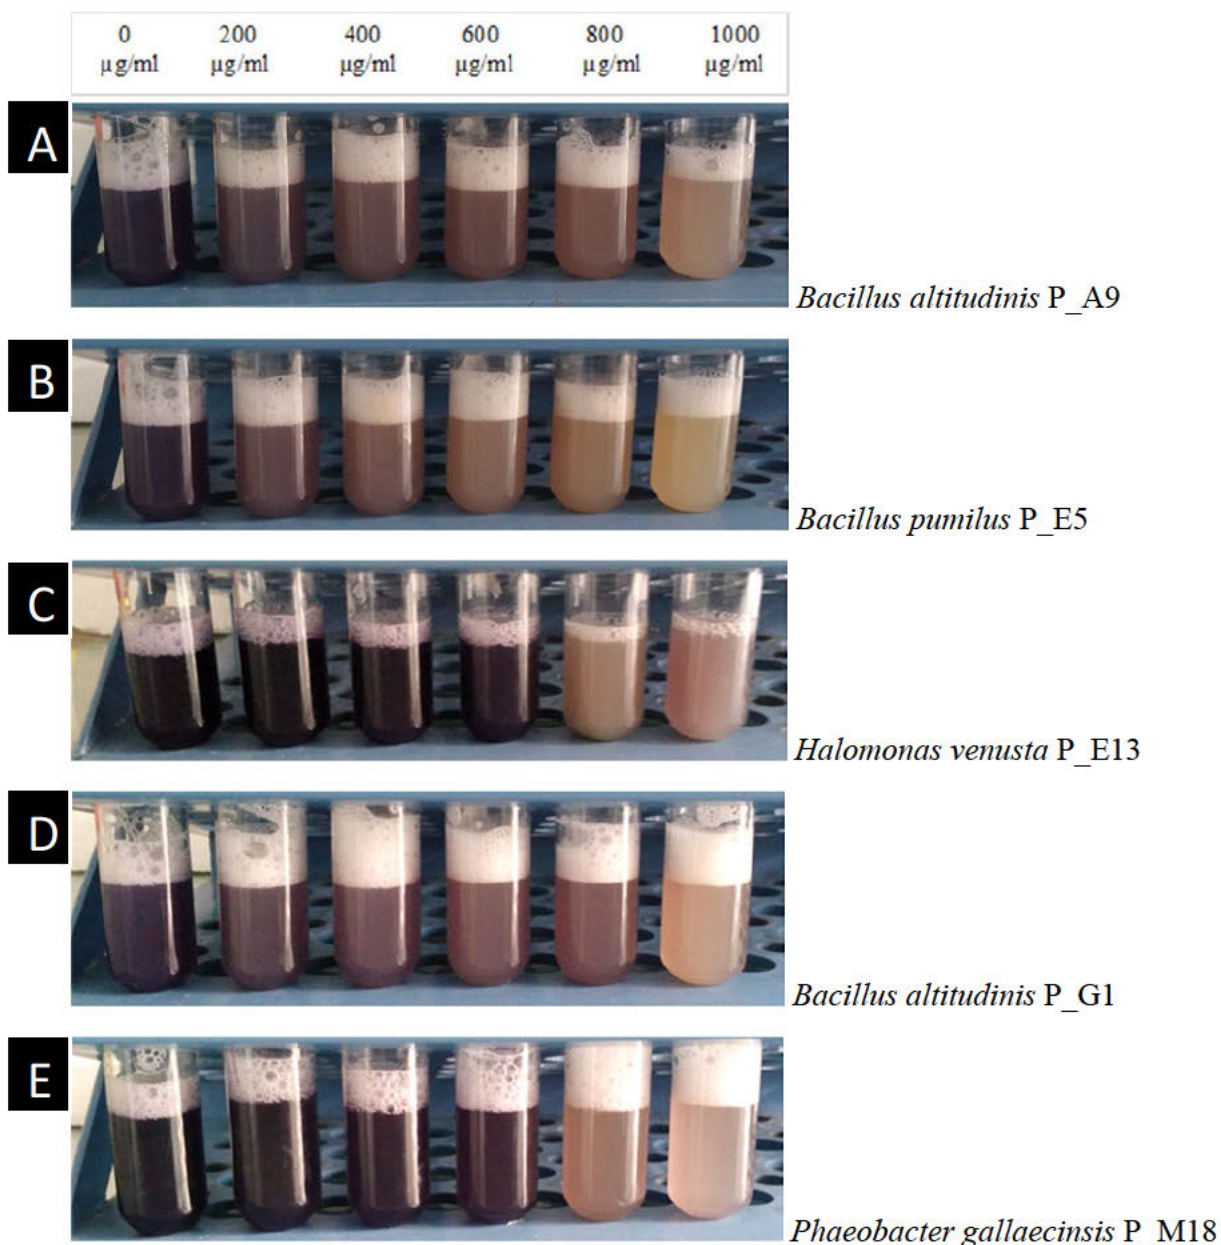 0 200 400 600 800 1000
µg/ml µg/ml µg/ml µg/ml µg/ml µg/ml
A
Bacillus altitudinis P_A9
B
Bacillus pumilus P_E5
C
Halomonas venusta P_E13
D
Bacillus altitudinis P_G1
E
Phaeobacter gallaecinsis P_M18